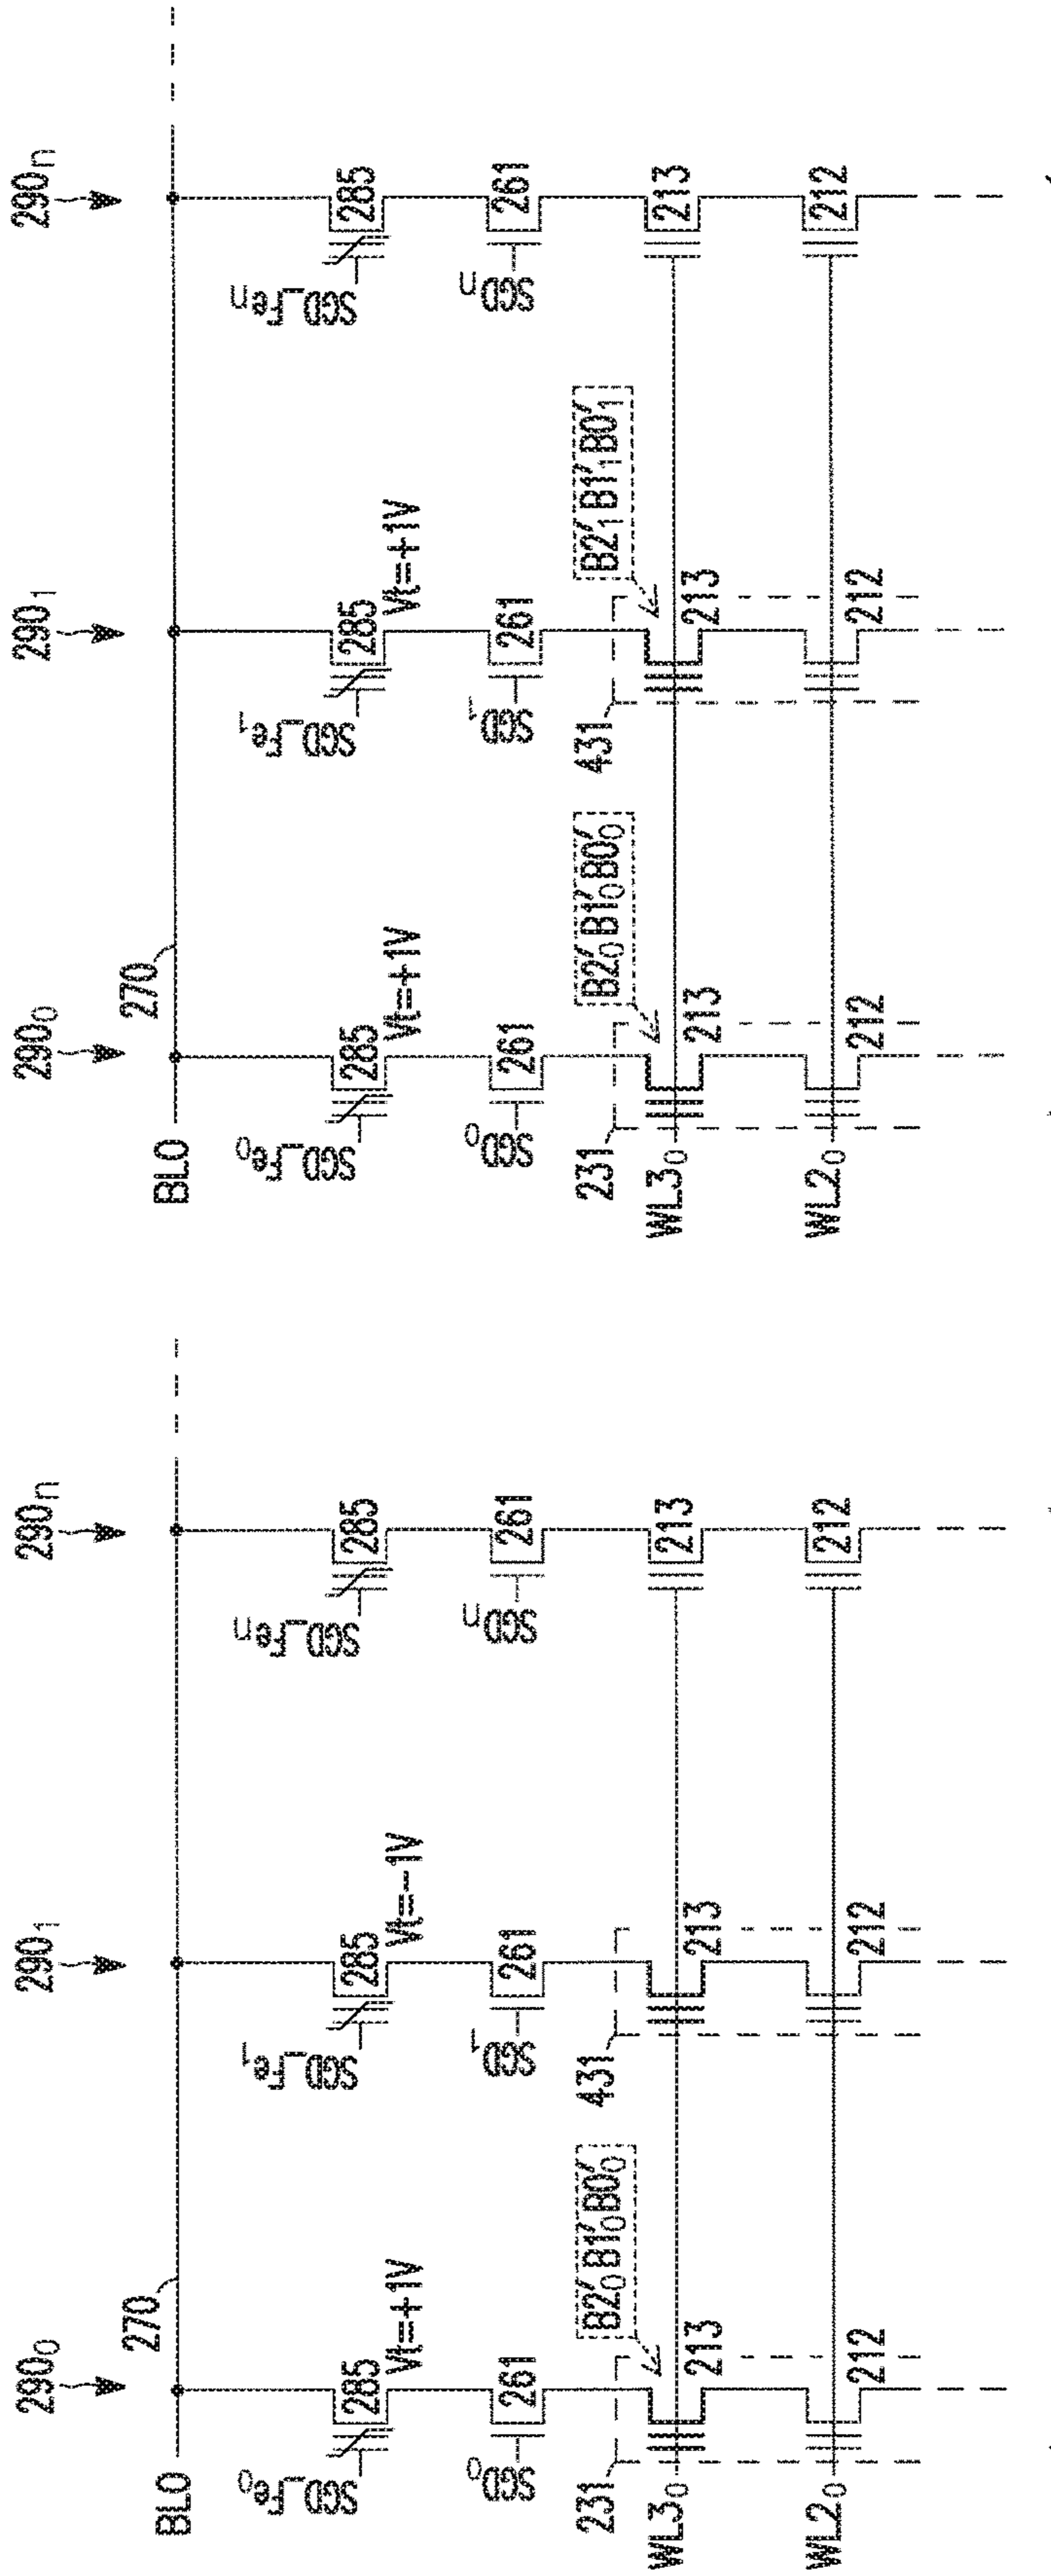 290₀ 290₁ 290ₙ
270
BL0
285 285 285
SGD_Fe₀ SGD_Fe₁ SGD_Feₙ
Vt=+1V Vt=-1V
261 261 261
SGD₀ SGD₁ SGDₙ
B2'₀B1'₀B0'₀
231 431
WL3₀ 213 213 213
WL2₀ 212 212 212
290₀ 290₁ 290ₙ
270
BL0
285 285 285
SGD_Fe₀ SGD_Fe₁ SGD_Feₙ
Vt=+1V Vt=+1V
261 261 261
SGD₀ SGD₁ SGDₙ
B2'₀B1'₀B0'₀ B2'₁B1'₁B0'₁
231 431
WL3₀ 213 213 213
WL2₀ 212 212 212